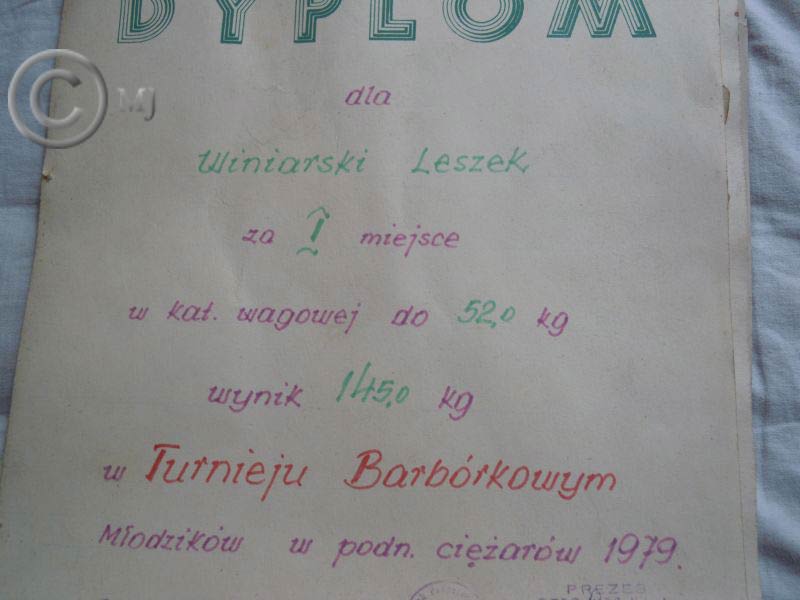 DYPLOM
© MJ
dla
Winiarski Leszek
za I miejsce
w kat. wagowej do 52,0 kg
wynik 145,0 kg
w Turnieju Barbórkowym
Młodzików w podn. ciężarów 1979.
PREZES